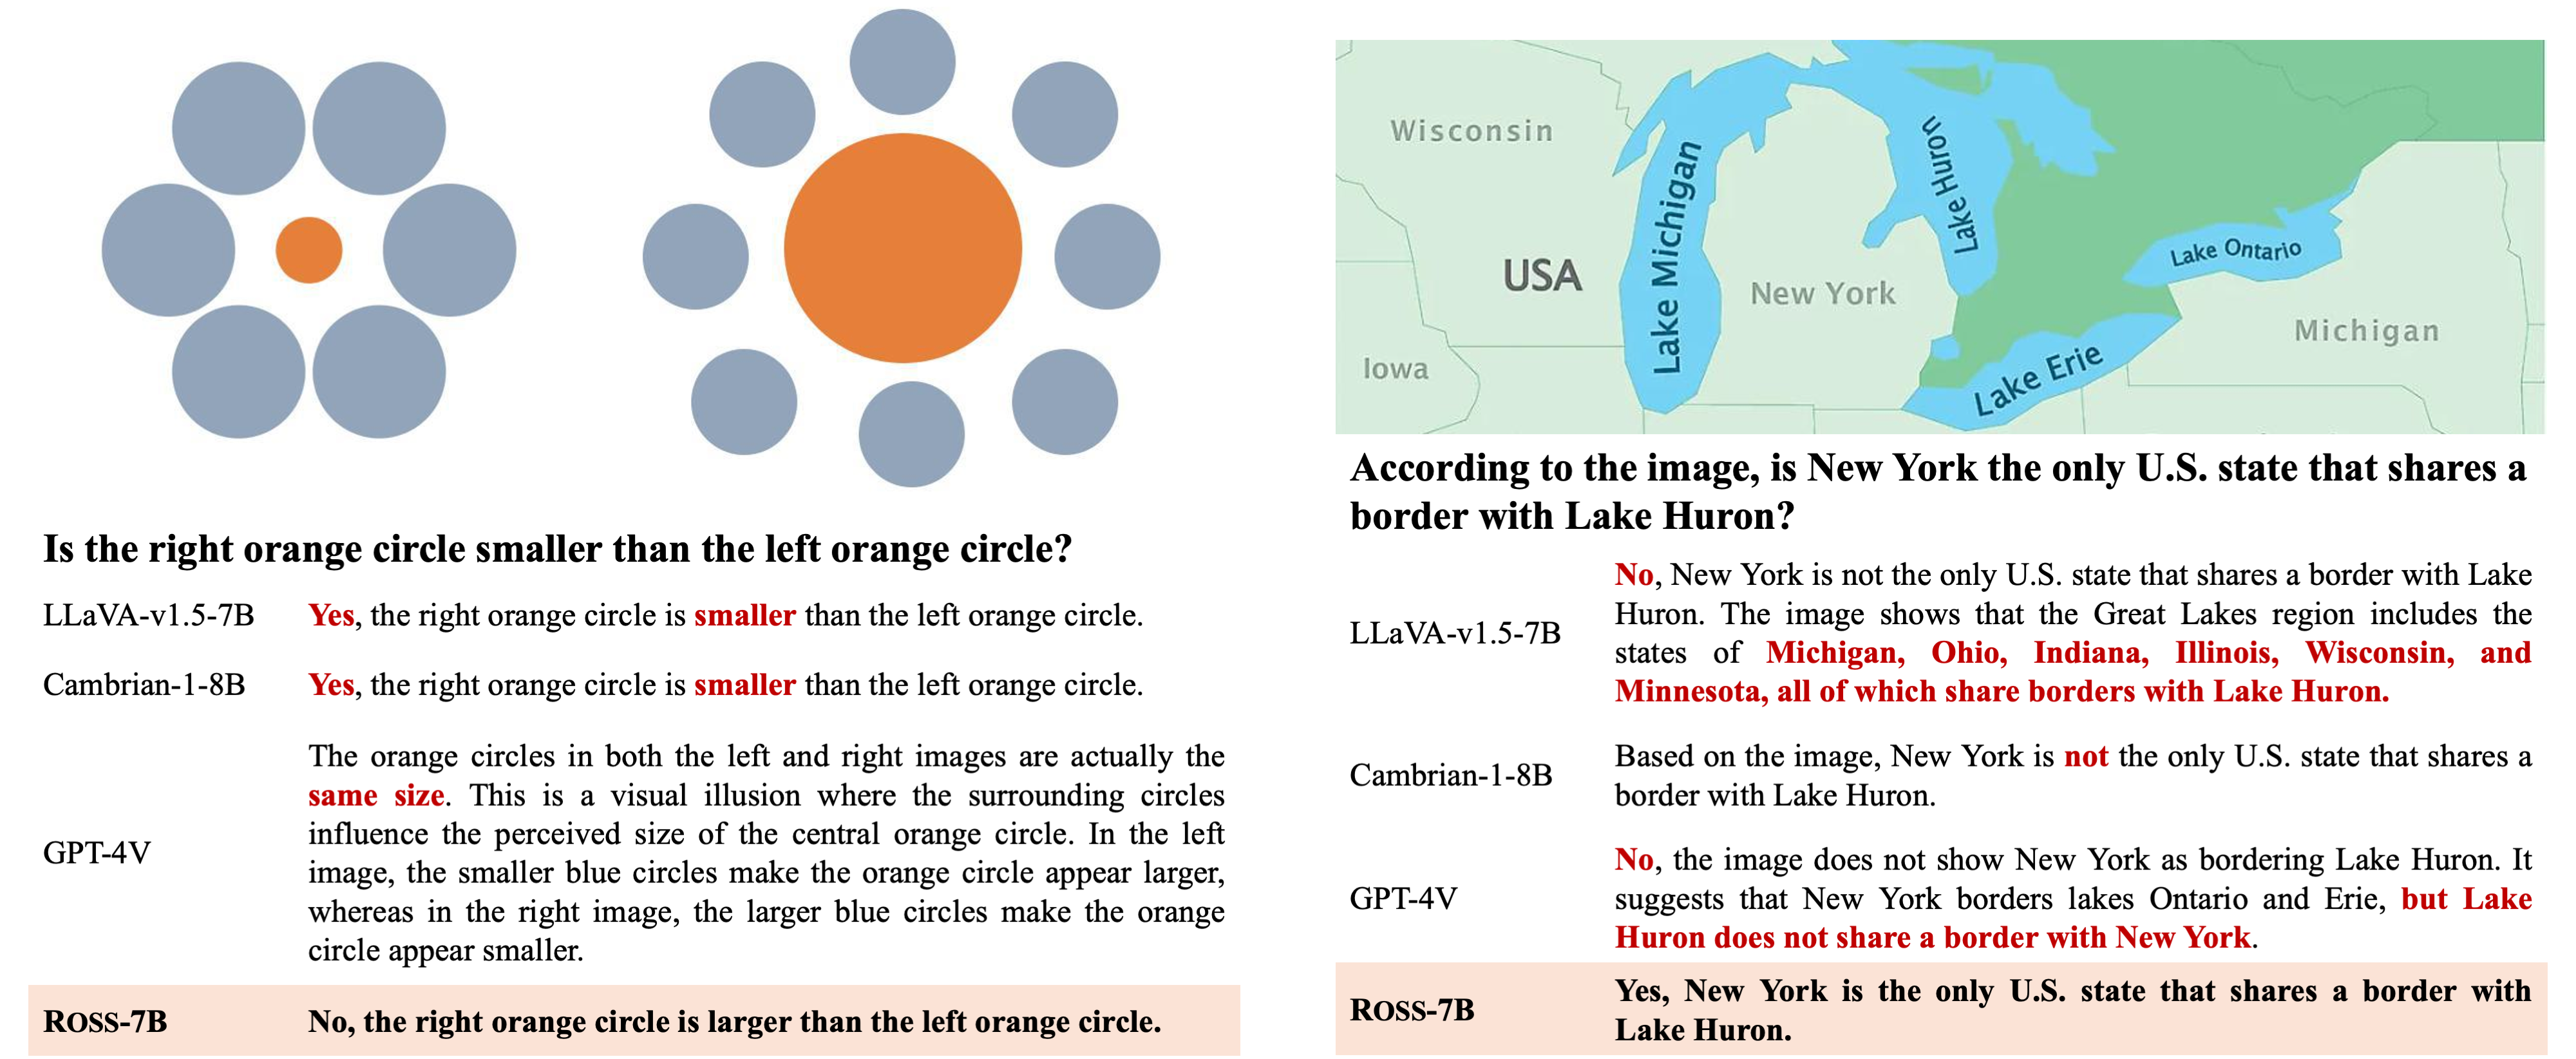 Is the right orange circle smaller than the left orange circle?
LLaVA-v1.5-7B
Yes, the right orange circle is smaller than the left orange circle.
Cambrian-1-8B
Yes, the right orange circle is smaller than the left orange circle.
GPT-4V
The orange circles in both the left and right images are actually the
same size. This is a visual illusion where the surrounding circles
influence the perceived size of the central orange circle. In the left
image, the smaller blue circles make the orange circle appear larger,
whereas in the right image, the larger blue circles make the orange
circle appear smaller.
ROSS-7B
No, the right orange circle is larger than the left orange circle.
Wisconsin
USA
Iowa
Lake Michigan
New York
Lake Huron
Lake Ontario
Lake Erie
Michigan
According to the image, is New York the only U.S. state that shares a
border with Lake Huron?
LLaVA-v1.5-7B
No, New York is not the only U.S. state that shares a border with Lake
Huron. The image shows that the Great Lakes region includes the
states of Michigan, Ohio, Indiana, Illinois, Wisconsin, and
Minnesota, all of which share borders with Lake Huron.
Cambrian-1-8B
Based on the image, New York is not the only U.S. state that shares a
border with Lake Huron.
GPT-4V
No, the image does not show New York as bordering Lake Huron. It
suggests that New York borders lakes Ontario and Erie, but Lake
Huron does not share a border with New York.
ROSS-7B
Yes, New York is the only U.S. state that shares a border with
Lake Huron.